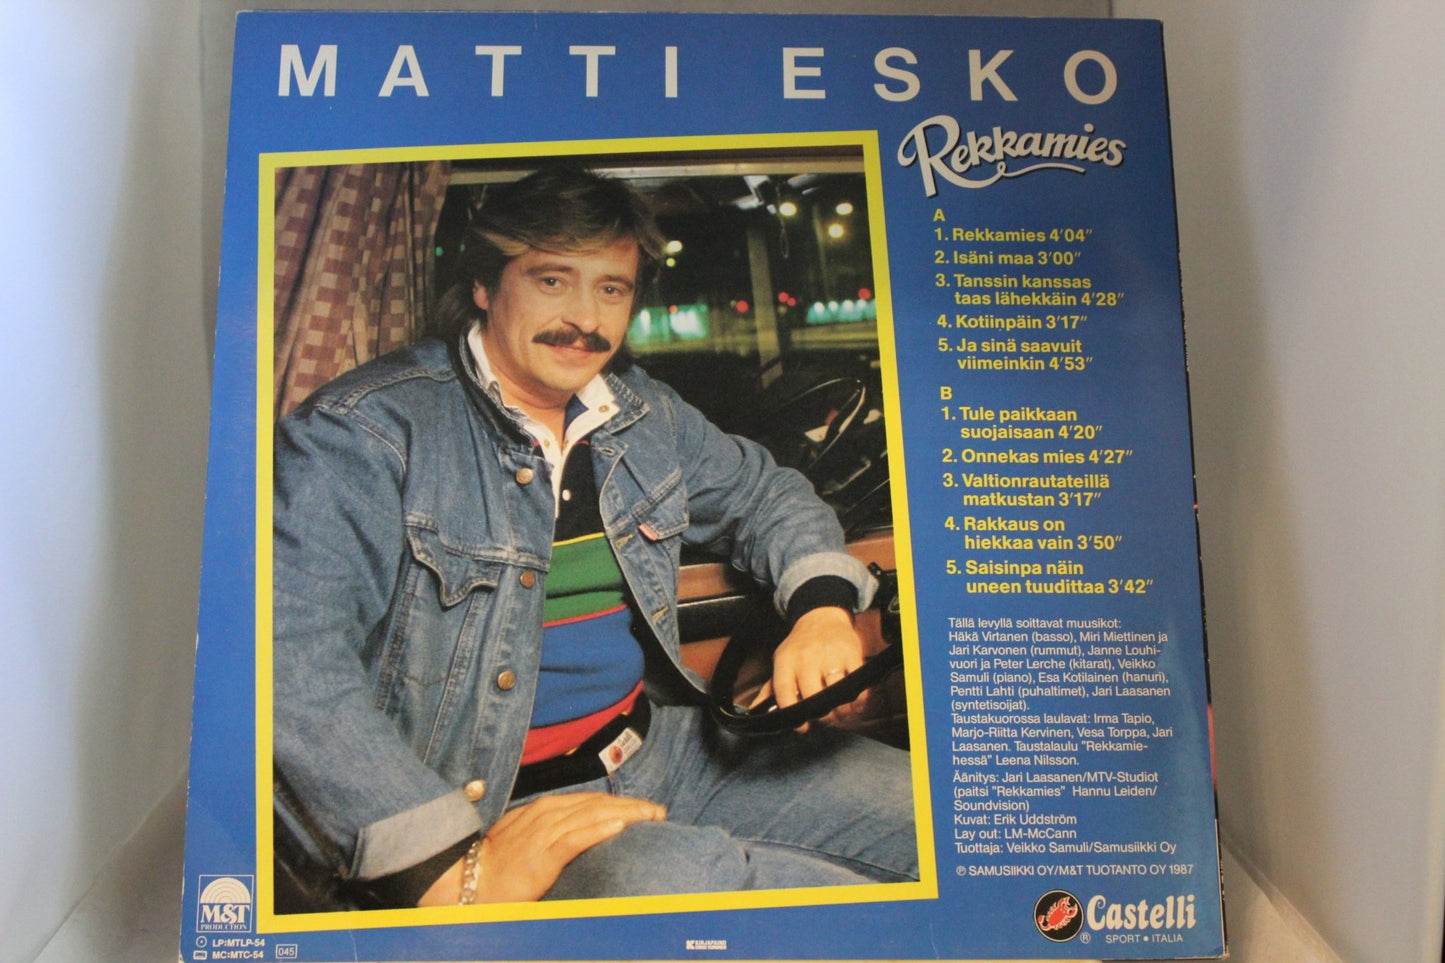 MATTI ESKO
Rekkamies
A
1. Rekkamies 4'04"
2. Isäni maa 3'00"
3. Tanssin kanssas
taas lähekkäin 4'28"
4. Kotiinpäin 3'17"
5. Ja sinä saavuit
viimeinkin 4'53"
B
1. Tule paikkaan
suojaisaan 4'20"
2. Onnekas mies 4'27"
3. Valtionrautateillä
matkustan 3'17"
4. Rakkaus on
hiekkaa vain 3'50"
5. Saisinpa näin
uneen tuudittaa 3'42"
Tällä levyllä soittavat muusikot:
Häkä Virtanen (basso), Miri Miettinen ja
Jari Karvonen (rummut), Janne Louhi-
vuori ja Peter Lerche (kitarat), Veikko
Samuli (piano), Esa Kotilainen (hanuri),
Pentti Lahti (puhaltimet), Jari Laasanen
(syntetisoijat).
Taustakuorossa laulavat: Irma Tapio,
Marjo-Riitta Kervinen, Vesa Torppa, Jari
Laasanen. Taustalaulu "Rekkamie-
hessä" Leena Nilsson.
Äänitys: Jari Laasanen/MTV-Studiot
(paitsi "Rekkamies" Hannu Leiden/
Soundvision)
Kuvat: Erik Uddström
Lay out: LM-McCann
Tuottaja: Veikko Samuli/Samusiikki Oy
℗ SAMUSIIKKI OY/M&T TUOTANTO OY 1987
Castelli
® SPORT • ITALIA
M&T
PRODUCTION
LP:MTLP-54
MC:MTC-54 045
KIRJAPAINO